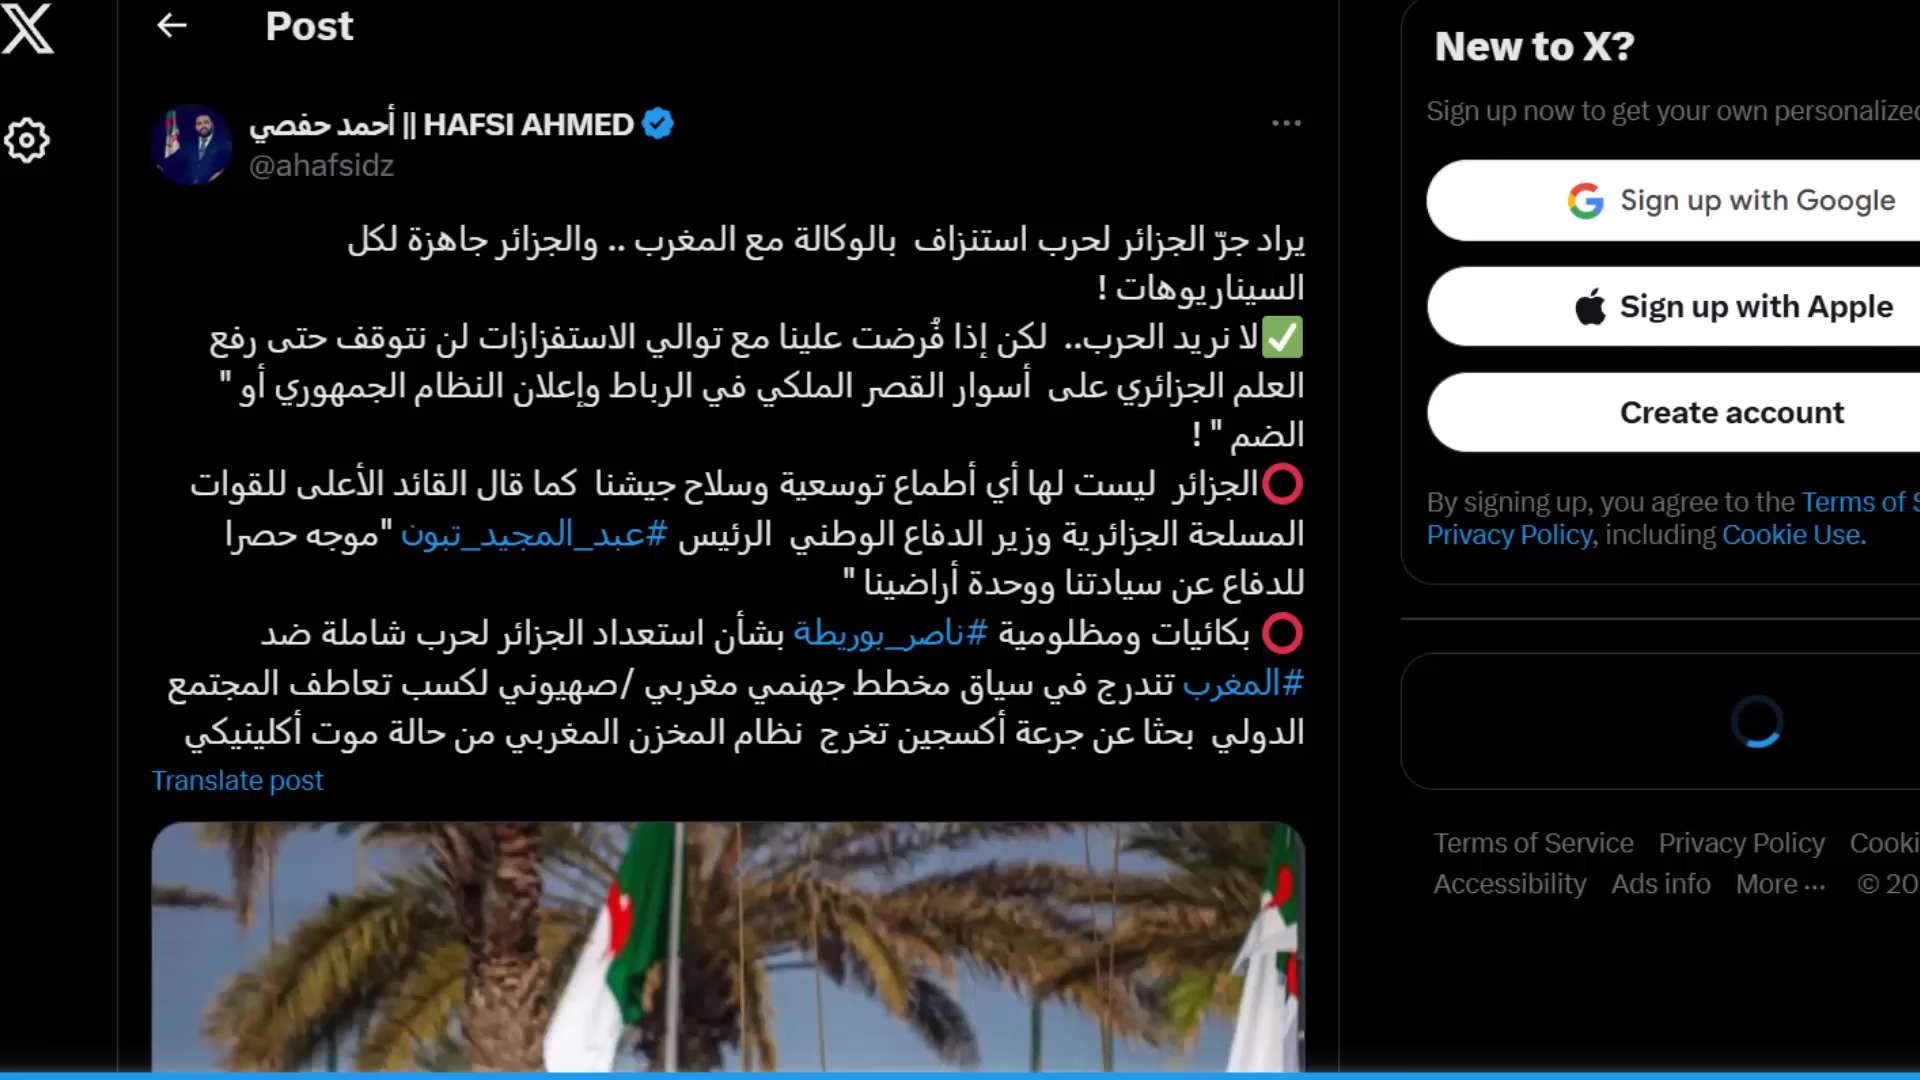 Post
أحمد حفصي || HAFSI AHMED
@ahafsidz
يراد جرّ الجزائر لحرب استنزاف بالوكالة مع المغرب .. والجزائر جاهزة لكل
السيناريوهات !
✅لا نريد الحرب.. لكن إذا فُرضت علينا مع توالي الاستفزازات لن نتوقف حتى رفع
العلم الجزائري على أسوار القصر الملكي في الرباط وإعلان النظام الجمهوري أو "
الضم " !
⭕الجزائر ليست لها أي أطماع توسعية وسلاح جيشنا كما قال القائد الأعلى للقوات
المسلحة الجزائرية وزير الدفاع الوطني الرئيس #عبد_المجيد_تبون "موجه حصرا
للدفاع عن سيادتنا ووحدة أراضينا "
⭕ بكائيات ومظلومية #ناصر_بوريطة بشأن استعداد الجزائر لحرب شاملة ضد
#المغرب تندرج في سياق مخطط جهنمي مغربي /صهيوني لكسب تعاطف المجتمع
الدولي بحثا عن جرعة أكسجين تخرج نظام المخزن المغربي من حالة موت أكلينيكي
Translate post
New to X?
Sign up now to get your own personalized
Sign up with Google
Sign up with Apple
Create account
By signing up, you agree to the Terms of S
Privacy Policy, including Cookie Use.
Terms of Service Privacy Policy Cooki
Accessibility Ads info More ··· © 20